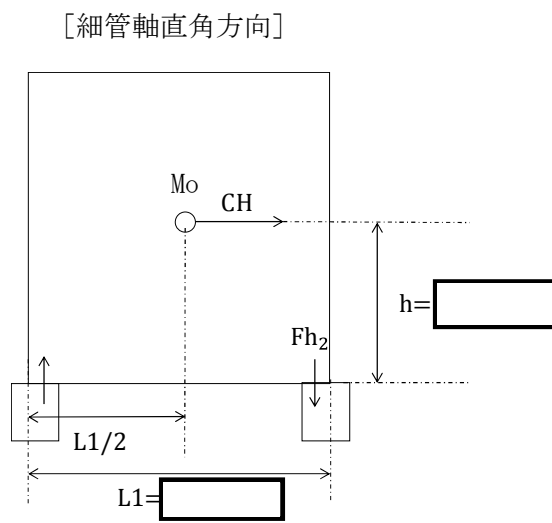 [細管軸直角方向]
Mo
CH
h=
Fh₂
L1/2
L1=